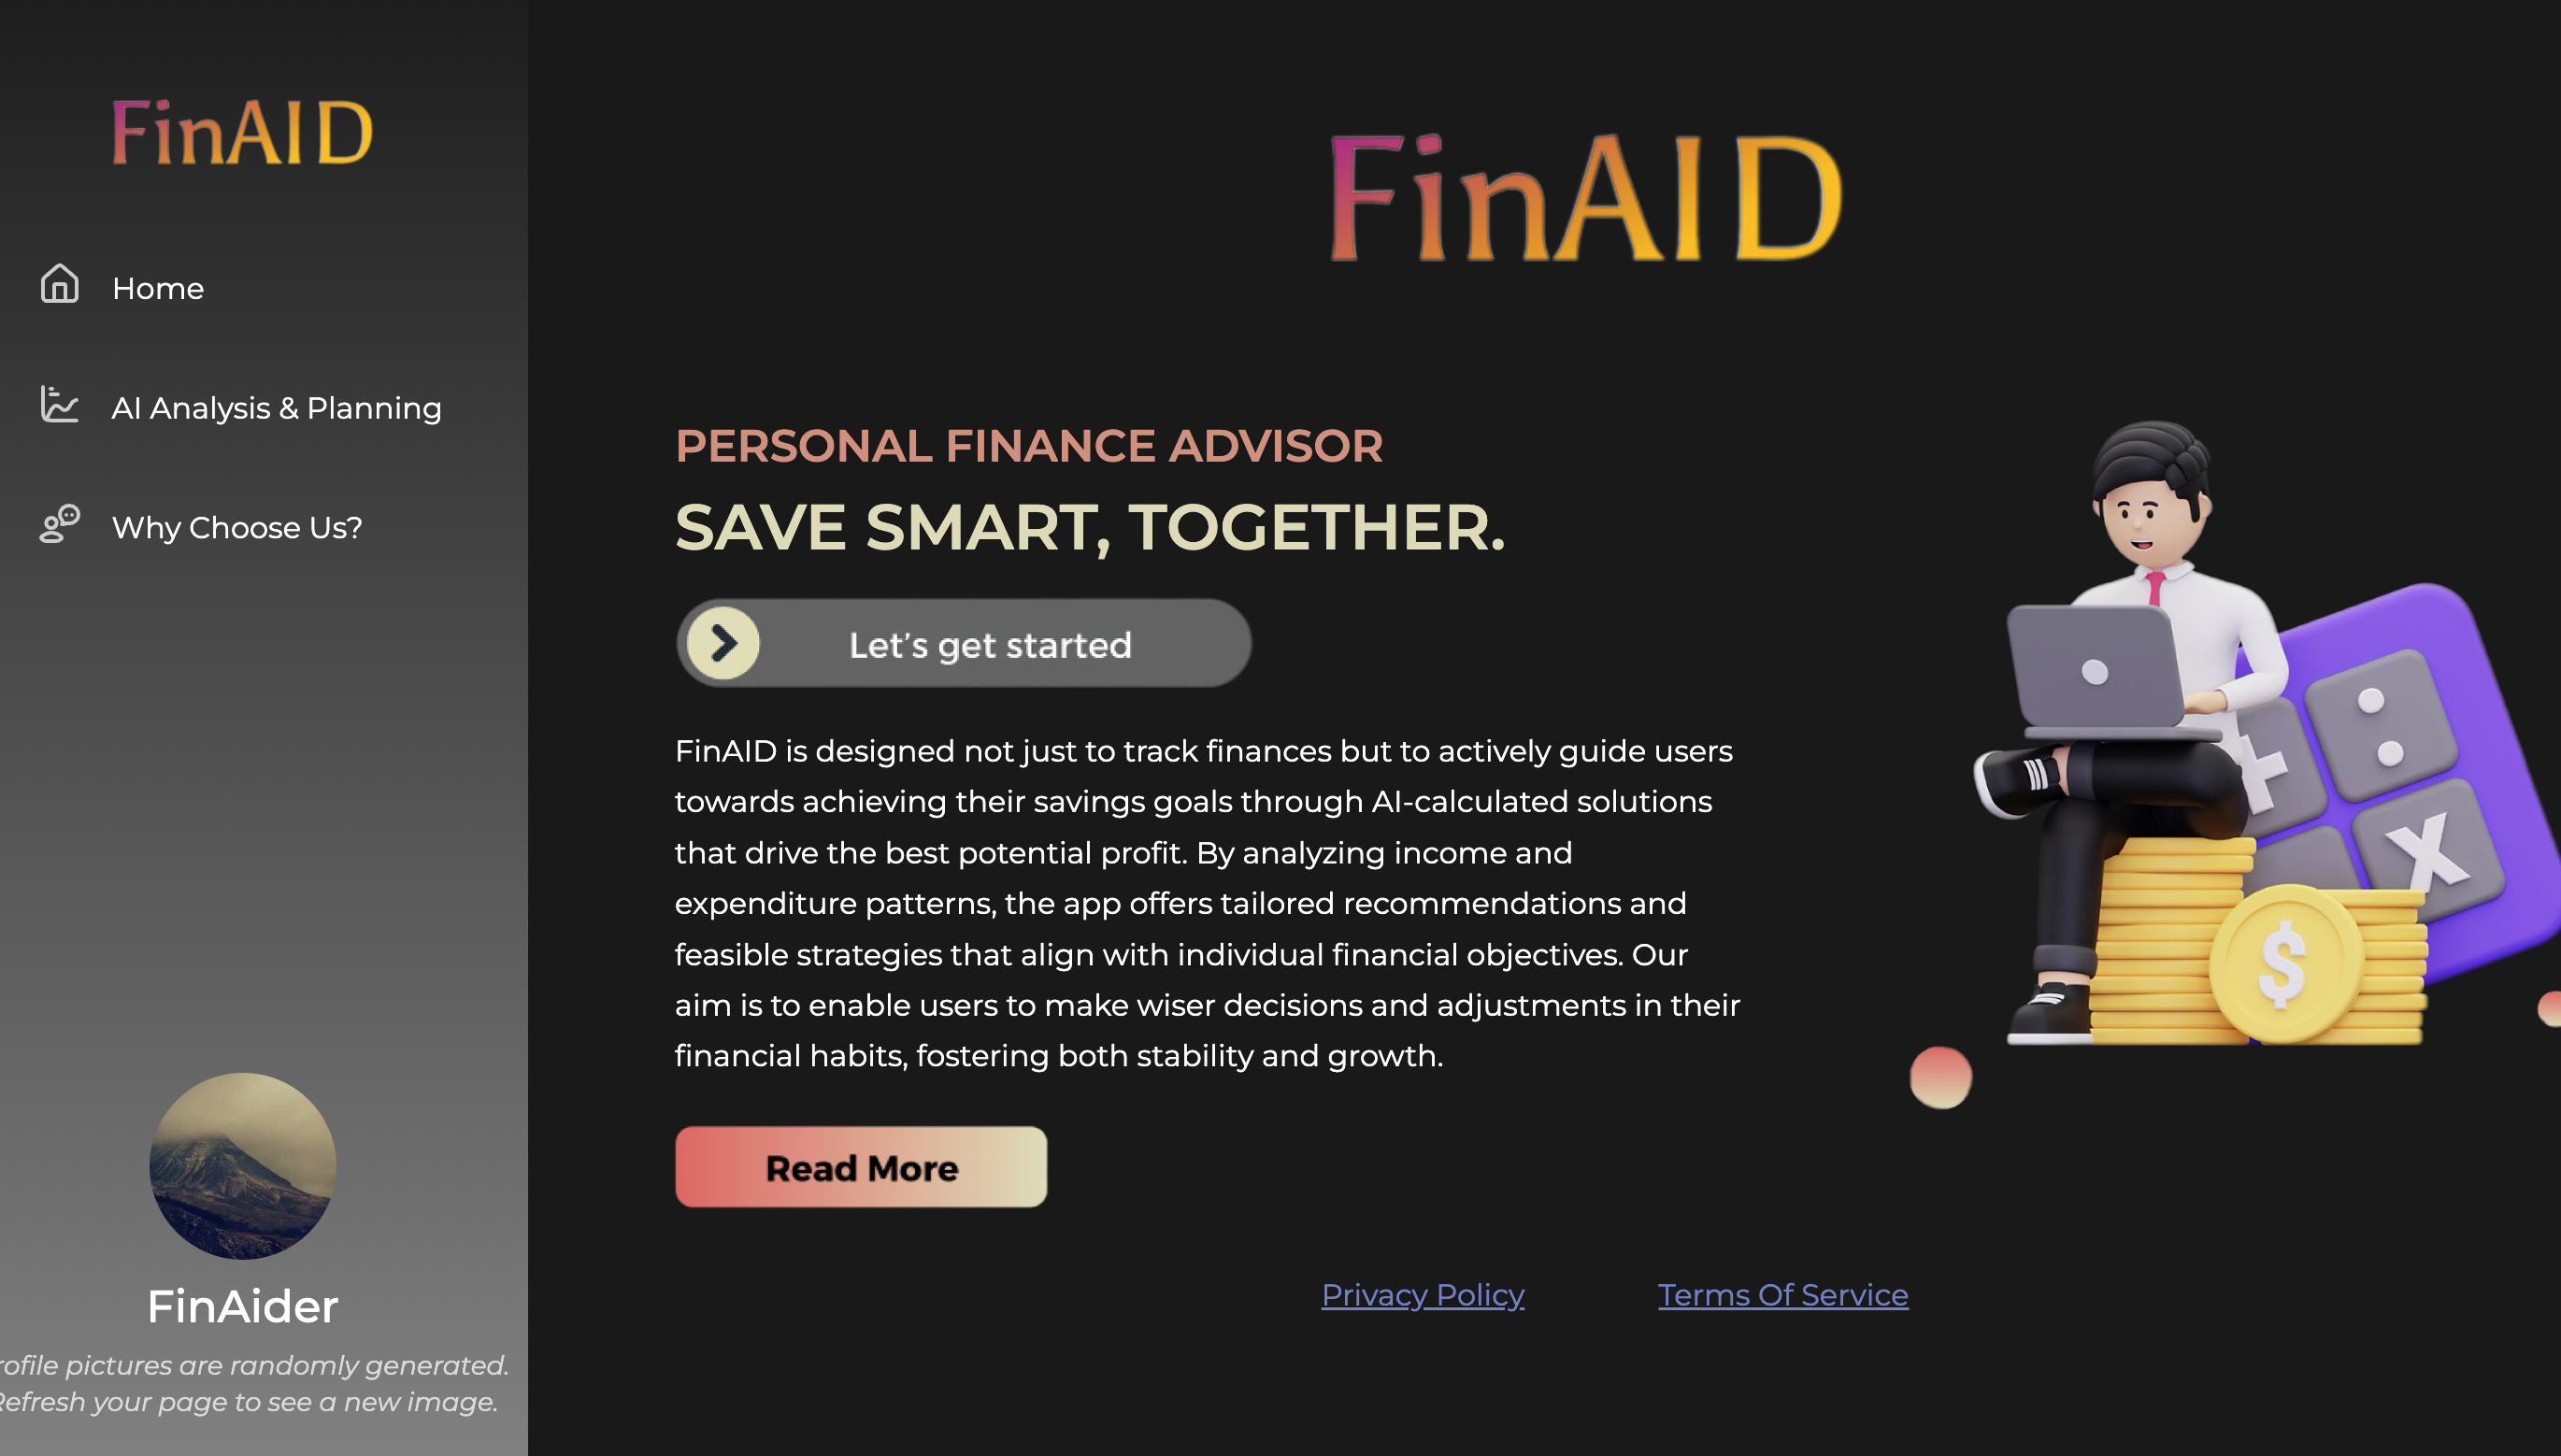 FinAID
Home
AI Analysis & Planning
Why Choose Us?
FinAider
rofile pictures are randomly generated.
Refresh your page to see a new image.
FinAID
PERSONAL FINANCE ADVISOR
SAVE SMART, TOGETHER.
Let's get started
FinAID is designed not just to track finances but to actively guide users
towards achieving their savings goals through AI-calculated solutions
that drive the best potential profit. By analyzing income and
expenditure patterns, the app offers tailored recommendations and
feasible strategies that align with individual financial objectives. Our
aim is to enable users to make wiser decisions and adjustments in their
financial habits, fostering both stability and growth.
Read More
Privacy Policy
Terms Of Service